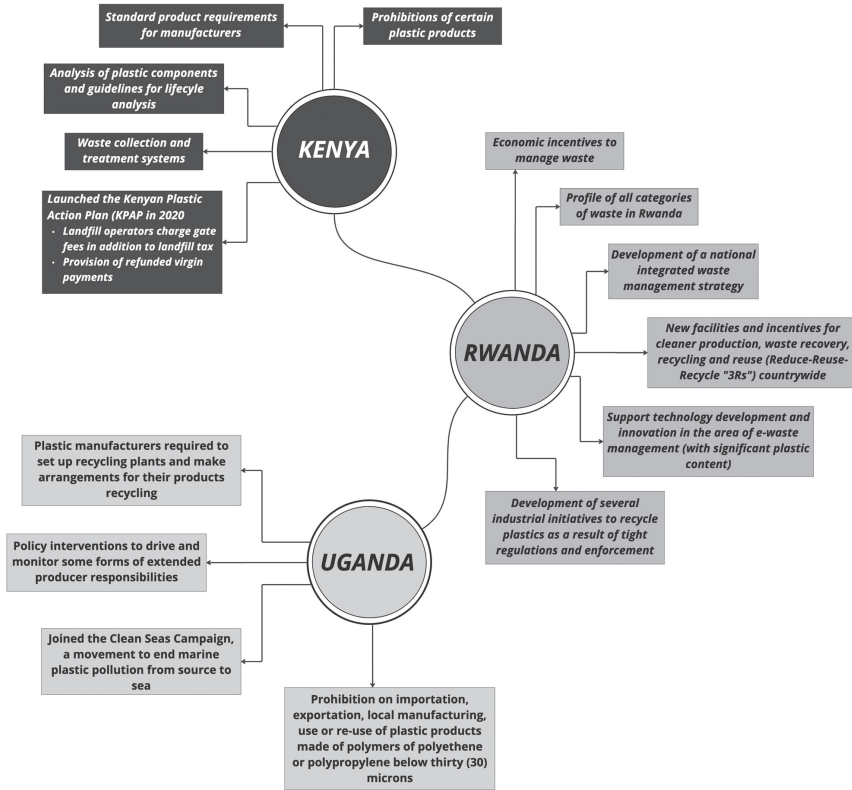 Standard product requirements
for manufacturers
Prohibitions of certain
plastic products
Analysis of plastic components
and guidelines for lifecyle
analysis
Waste collection and
treatment systems
Launched the Kenyan Plastic
Action Plan (KPAP in 2020
· Landfill operators charge gate
fees in addition to landfill tax
· Provision of refunded virgin
payments
KENYA
Economic incentives to
manage waste
Profile of all categories
of waste in Rwanda
Development of a national
integrated waste
management strategy
New facilities and incentives for
cleaner production, waste recovery,
recycling and reuse (Reduce-Reuse-
Recycle "3Rs") countrywide
Support technology development and
innovation in the area of e-waste
management (with significant plastic
content)
Development of several
industrial initiatives to recycle
plastics as a result of tight
regulations and enforcement
RWANDA
Plastic manufacturers required to
set up recycling plants and make
arrangements for their products
recycling
Policy interventions to drive and
monitor some forms of extended
producer responsibilities
Joined the Clean Seas Campaign,
a movement to end marine
plastic pollution from source to
sea
UGANDA
Prohibition on importation,
exportation, local manufacturing,
use or re-use of plastic products
made of polymers of polyethene
or polypropylene below thirty (30)
microns